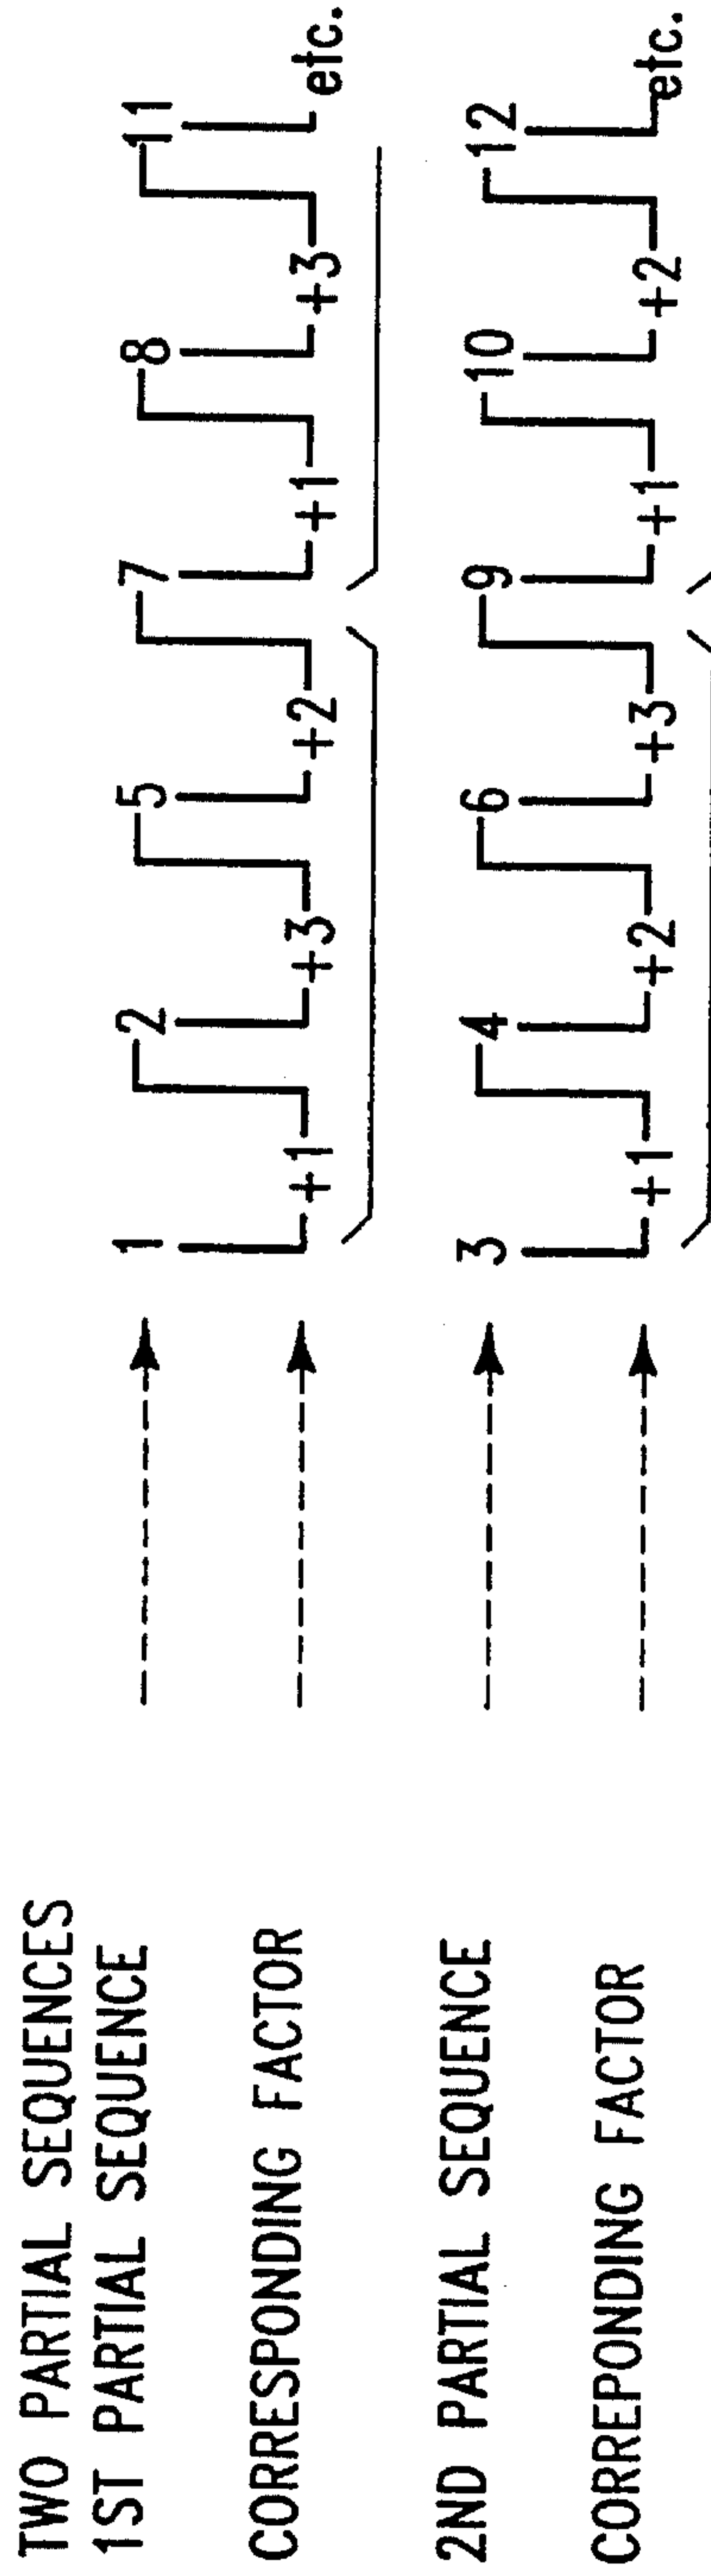 TWO PARTIAL SEQUENCES
1ST PARTIAL SEQUENCE 1 2 5 7 8 11
CORRESPONDING FACTOR +1 +3 +2 +1 +3 etc.
2ND PARTIAL SEQUENCE 3 4 6 9 10 12
CORREPONDING FACTOR +1 +2 +3 +1 +2 etc.